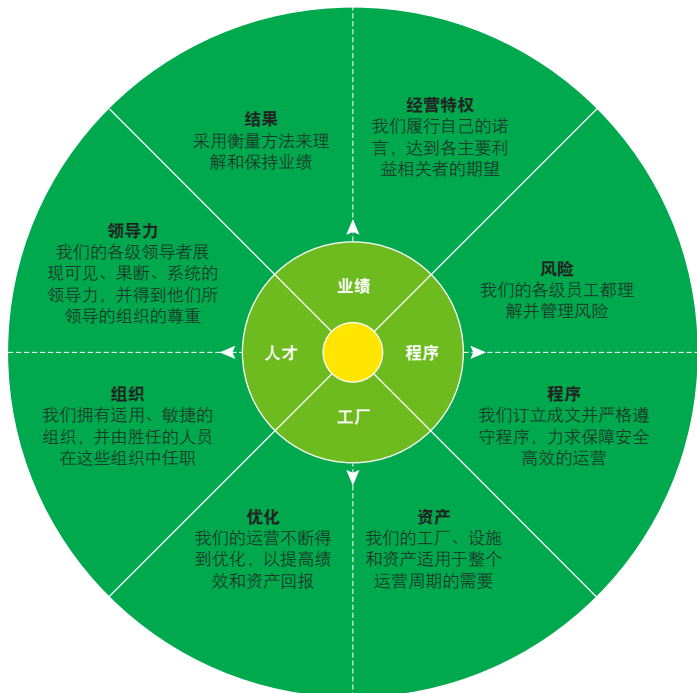 结果
采用衡量方法来理
解和保持业绩
经营特权
我们履行自己的诺
言，达到各主要利
益相关者的期望
领导力
我们的各级领导者展
现可见、果断、系统的
领导力，并得到他们所
领导的组织的尊重
风险
我们的各级员工都理
解并管理风险
业绩
人才
程序
工厂
组织
我们拥有适用、敏捷的
组织，并由胜任的人员
在这些组织中任职
程序
我们订立成文并严格遵
守程序，力求保障安全
高效的运营
优化
我们的运营不断得
到优化，以提高绩
效和资产回报
资产
我们的工厂、设施
和资产适用于整个
运营周期的需要